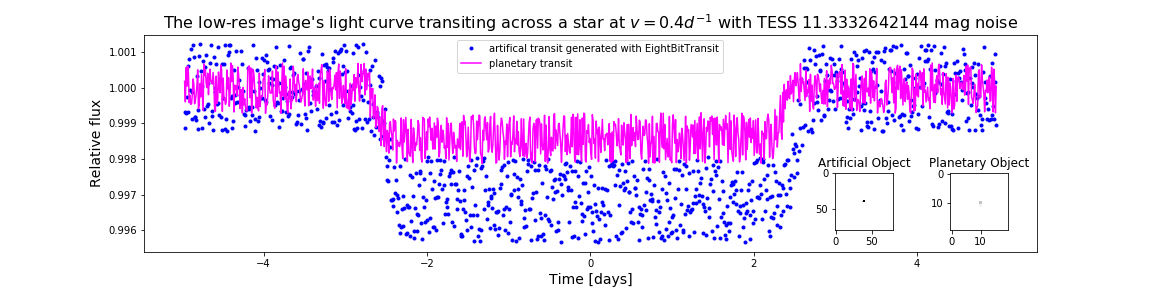 The low-res image's light curve transiting across a star at v = 0.4d⁻¹ with TESS 11.3332642144 mag noise
artifical transit generated with EightBitTransit
planetary transit
Relative flux
1.001
1.000
0.999
0.998
0.997
0.996
−4
−2
0
2
4
Time [days]
Artificial Object
0
50
0
50
Planetary Object
0
10
0
10